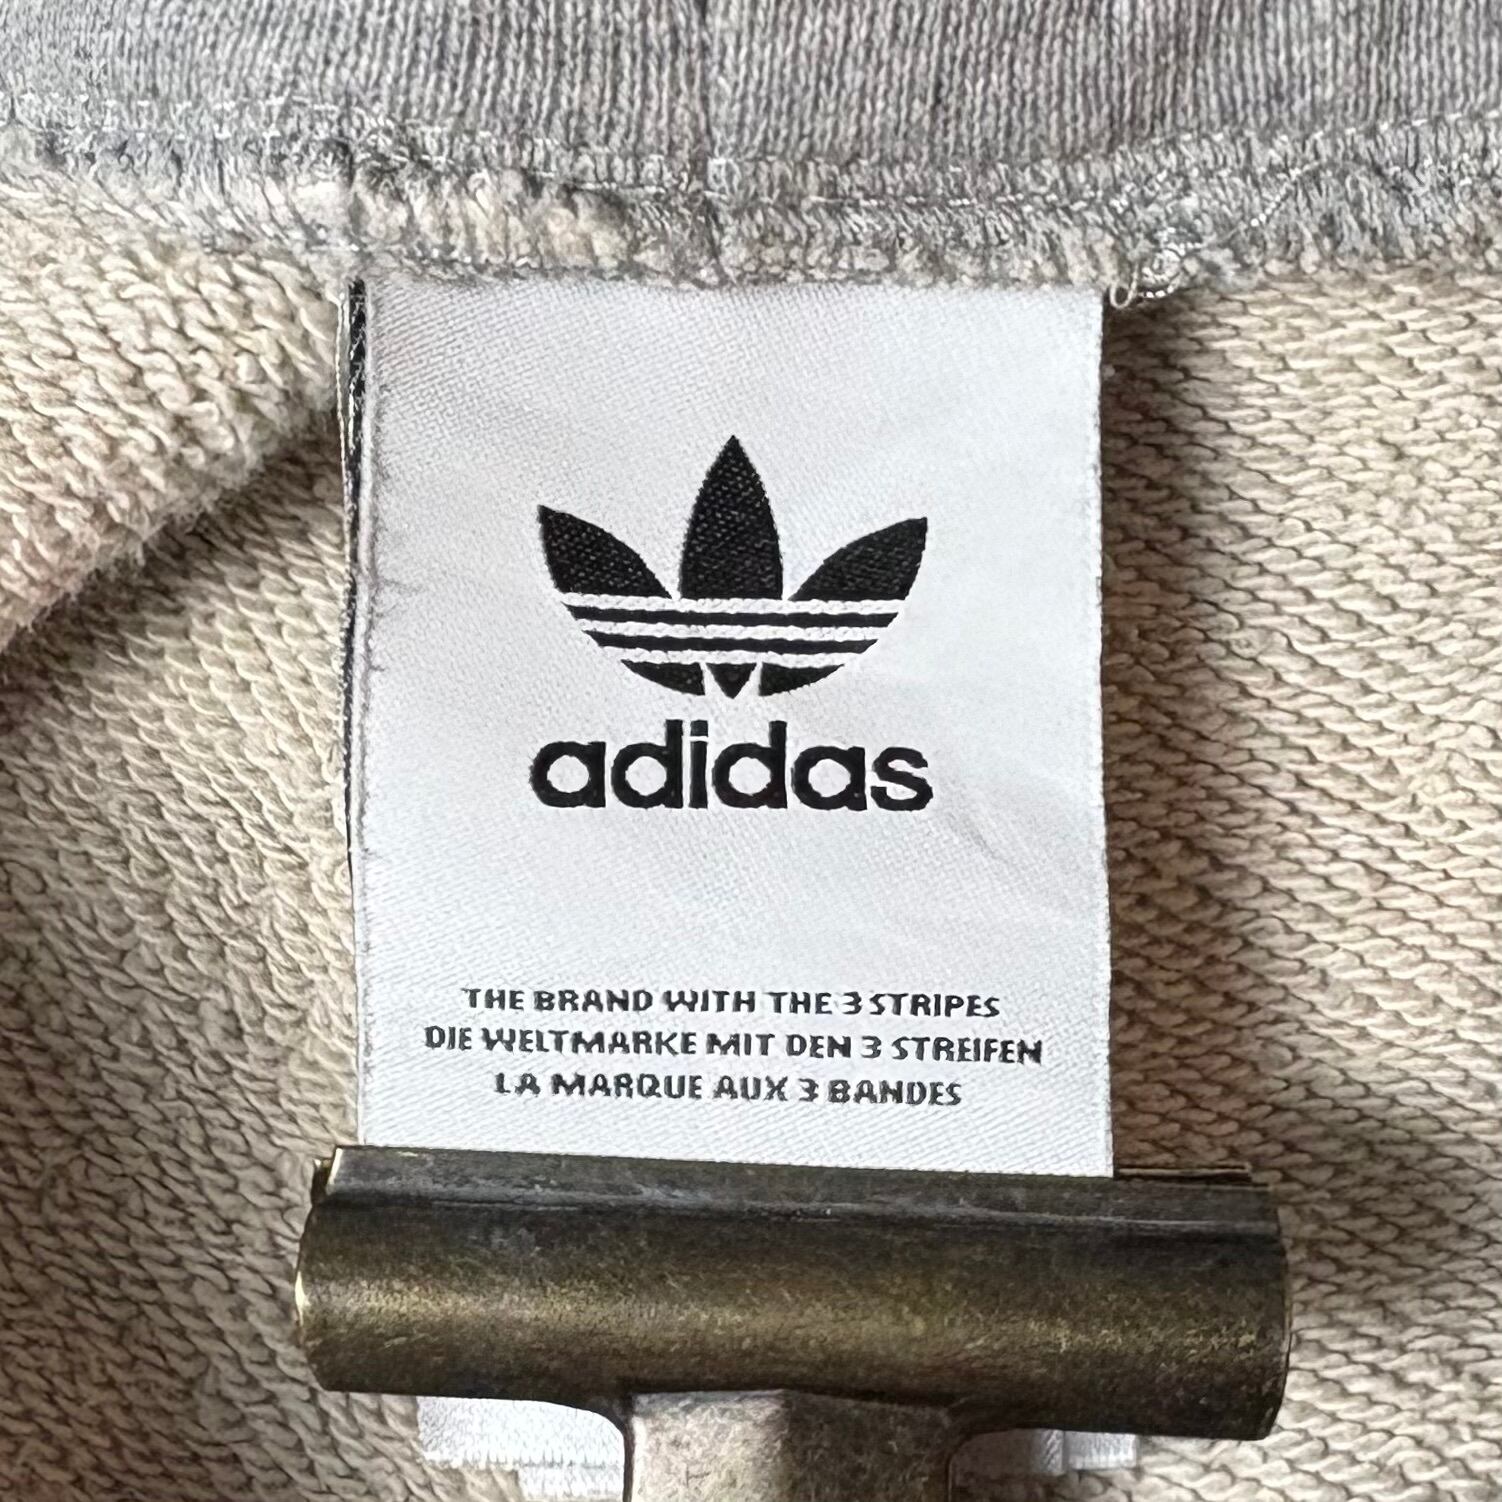 adidas
THE BRAND WITH THE 3 STRIPES
DIE WELTMARKE MIT DEN 3 STREIFEN
LA MARQUE AUX 3 BANDES